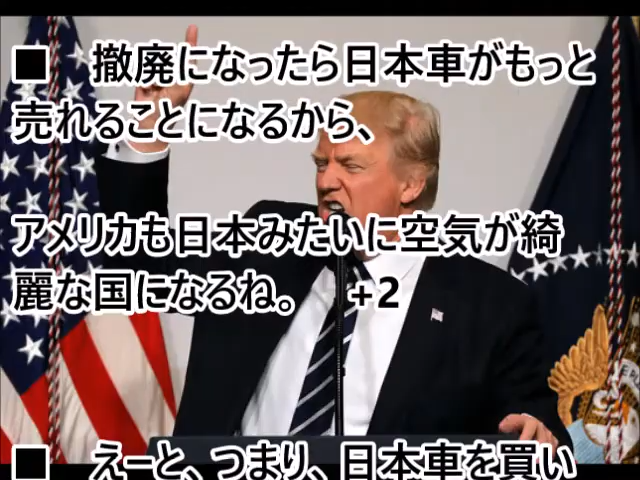 ■　撤廃になったら日本車がもっと
売れることになるから、
アメリカも日本みたいに空気が綺
麗な国になるね。　+2
■　えーと、つまり、日本車を買い